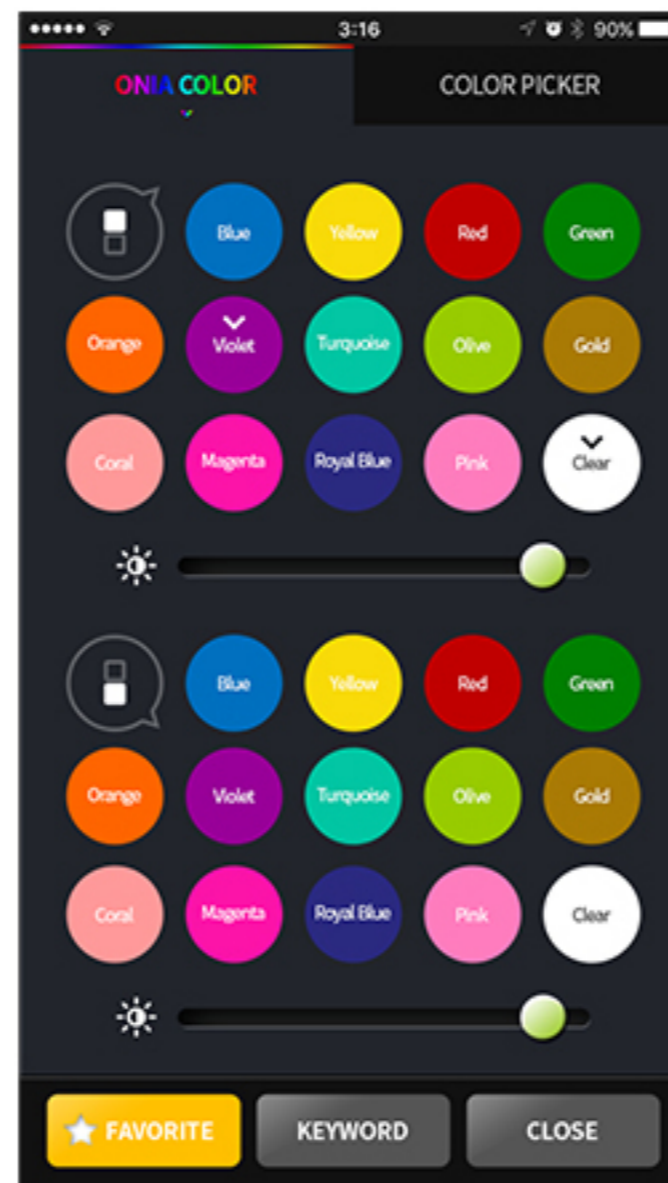 3:16 90%
ONIA COLOR COLOR PICKER
Blue Yellow Red Green
Orange Violet Turquoise Olive Gold
Coral Magenta Royal Blue Pink Clear
Blue Yellow Red Green
Orange Violet Turquoise Olive Gold
Coral Magenta Royal Blue Pink Clear
FAVORITE KEYWORD CLOSE